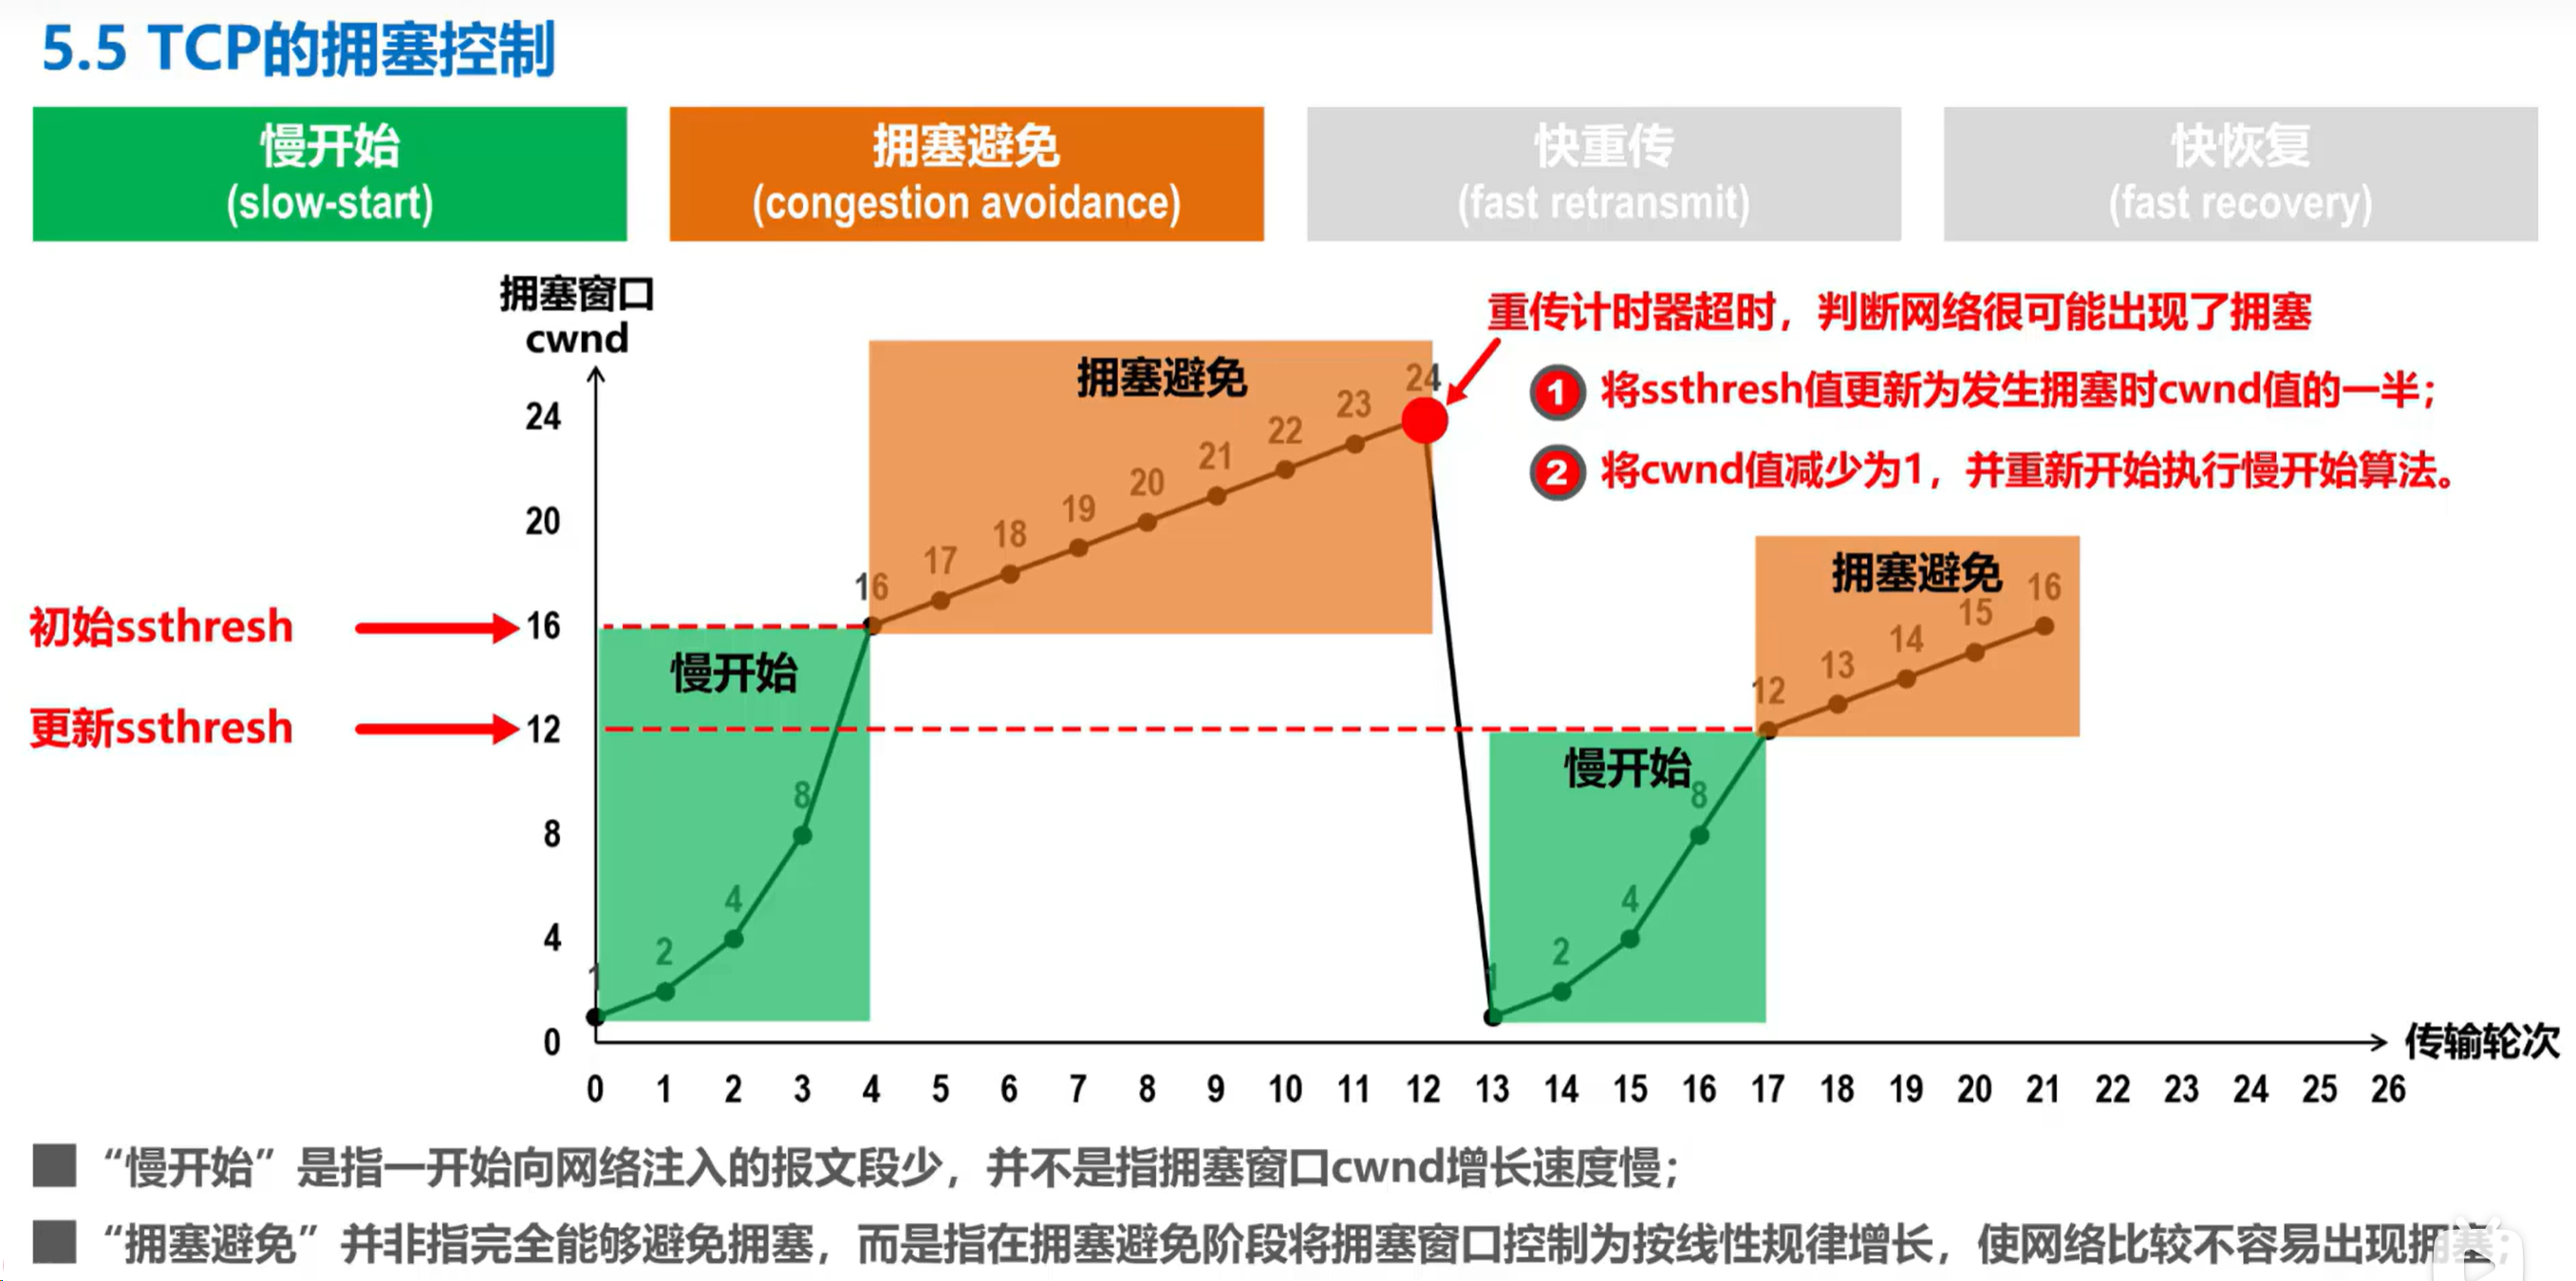 5.5 TCP的拥塞控制
慢开始
(slow-start)
拥塞避免
(congestion avoidance)
快重传
(fast retransmit)
快恢复
(fast recovery)
拥塞窗口
cwnd
重传计时器超时，判断网络很可能出现了拥塞
1 将ssthresh值更新为发生拥塞时cwnd值的一半；
2 将cwnd值减少为1，并重新开始执行慢开始算法。
24
20
16
12
8
4
0
初始ssthresh
更新ssthresh
慢开始
1
2
4
8
16
拥塞避免
17
18
19
20
21
22
23
24
慢开始
1
2
4
8
12
拥塞避免
13
14
15
16
0 1 2 3 4 5 6 7 8 9 10 11 12 13 14 15 16 17 18 19 20 21 22 23 24 25 26
传输轮次
“慢开始”是指一开始向网络注入的报文段少，并不是指拥塞窗口cwnd增长速度慢；
“拥塞避免”并非指完全能够避免拥塞，而是指在拥塞避免阶段将拥塞窗口控制为按线性规律增长，使网络比较不容易出现拥塞；